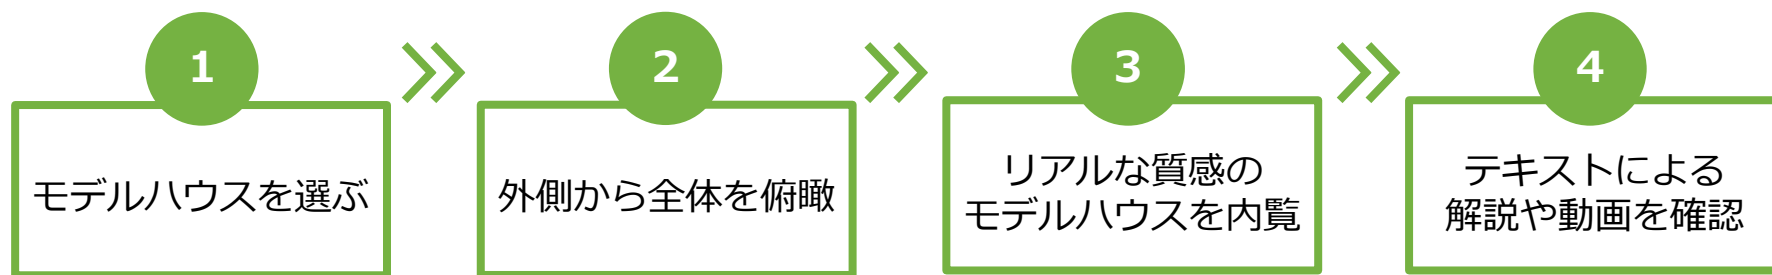 1
モデルハウスを選ぶ
2
外側から全体を俯瞰
3
リアルな質感の
モデルハウスを内覧
4
テキストによる
解説や動画を確認